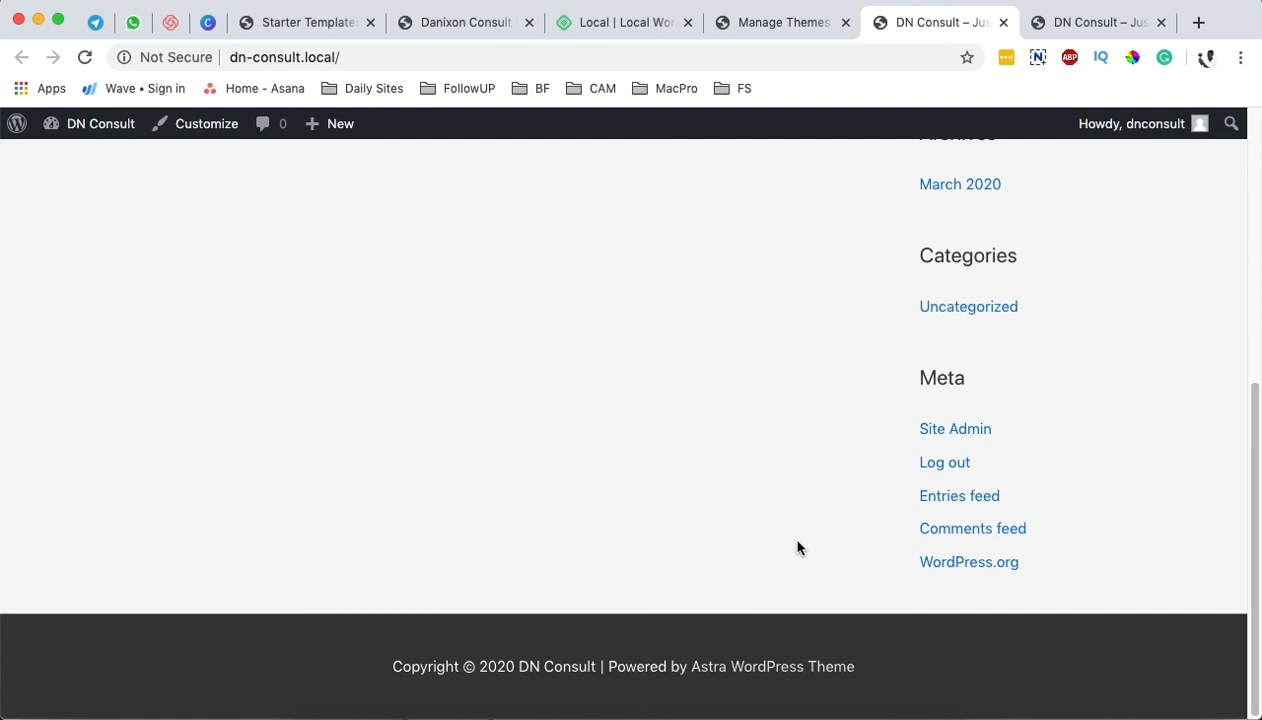 Starter Template
Danixon Consult
Local | Local Wor
Manage Themes
DN Consult – Jus
DN Consult – Jus
Not Secure
dn-consult.local/
ABP
IQ
Apps
Wave • Sign in
Home - Asana
Daily Sites
FollowUP
BF
CAM
MacPro
FS
DN Consult
Customize
0
New
Howdy, dnconsult
Archives
March 2020
Categories
Uncategorized
Meta
Site Admin
Log out
Entries feed
Comments feed
WordPress.org
Copyright © 2020 DN Consult | Powered by Astra WordPress Theme